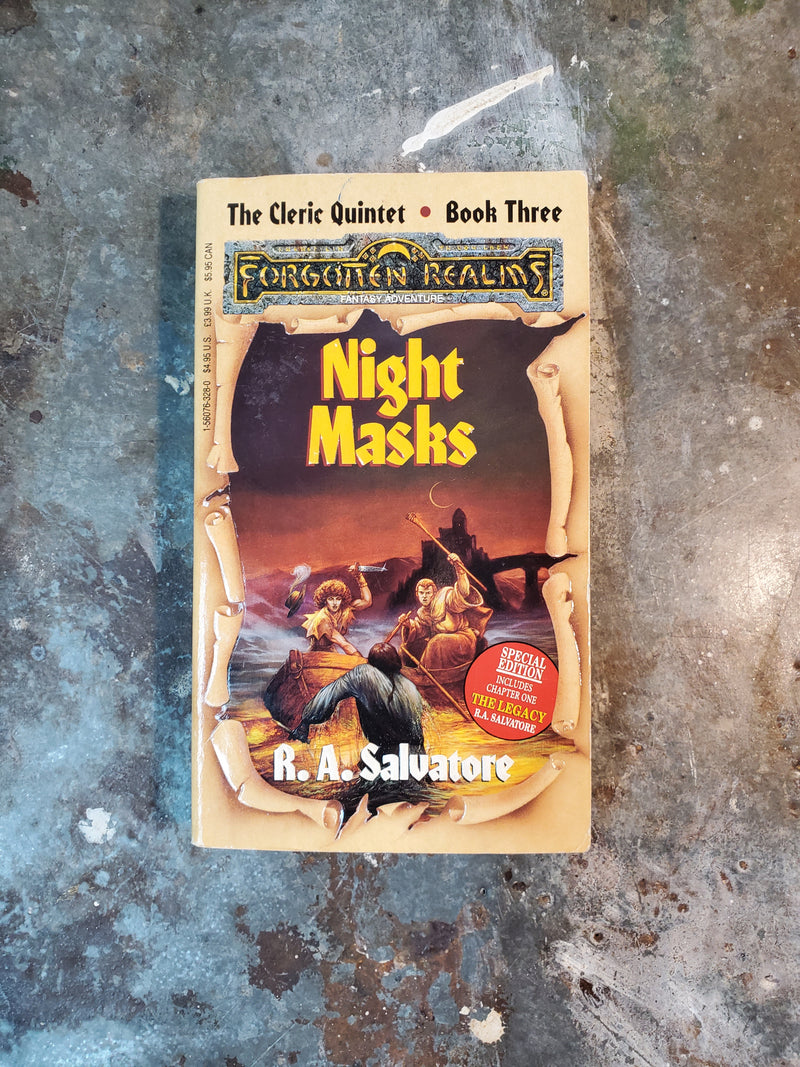 The Cleric Quintet • Book Three
FORGOTTEN REALMS®
FANTASY ADVENTURE
Night
Masks
SPECIAL
EDITION
INCLUDES
CHAPTER ONE
THE LEGACY
R.A. SALVATORE
R. A. Salvatore
1-56076-328-0 $4.95 U.S. £3.99 U.K. $5.95 CAN